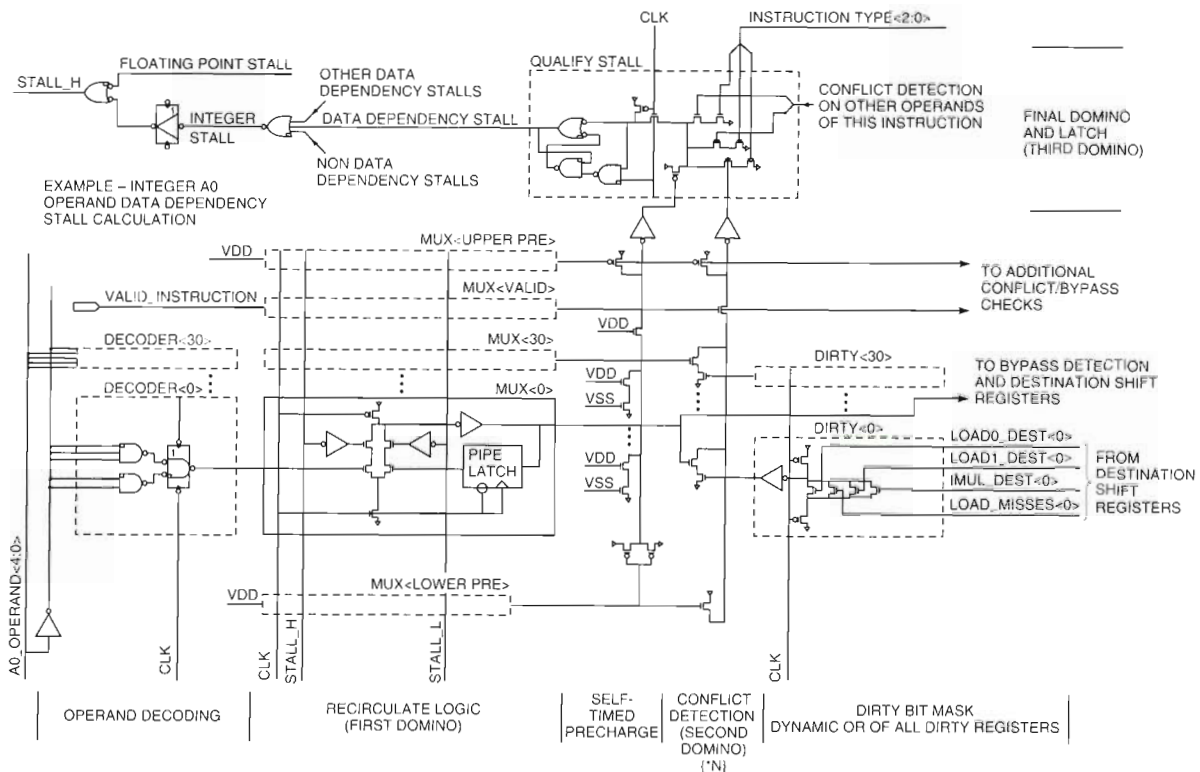 CLK
INSTRUCTION TYPE<2:0>
FLOATING POINT STALL
QUALIFY STALL
STALL_H
OTHER DATA
DEPENDENCY STALLS
CONFLICT DETECTION
ON OTHER OPERANDS
OF THIS INSTRUCTION
FINAL DOMINO
AND LATCH
(THIRD DOMINO)
1
INTEGER
STALL
DATA DEPENDENCY STALL
NON DATA
DEPENDENCY STALLS
EXAMPLE – INTEGER A0
OPERAND DATA DEPENDENCY
STALL CALCULATION
VDD
MUX<UPPER PRE>
TO ADDITIONAL
CONFLICT/BYPASS
CHECKS
VALID_INSTRUCTION
MUX<VALID>
VDD
DECODER<30>
MUX<30>
DIRTY<30>
VDD
VSS
TO BYPASS DETECTION
AND DESTINATION SHIFT
REGISTERS
DECODER<0>
MUX<0>
DIRTY<0>
1
PIPE
LATCH
VDD
VSS
LOAD0_DEST<0>
LOAD1_DEST<0>
IMUL_DEST<0>
LOAD_MISSES<0>
FROM
DESTINATION
SHIFT
REGISTERS
VDD
MUX<LOWER PRE>
A0_OPERAND<4:0>
CLK
CLK
STALL_H
STALL_L
CLK
OPERAND DECODING
RECIRCULATE LOGIC
(FIRST DOMINO)
SELF-
TIMED
PRECHARGE
CONFLICT
DETECTION
(SECOND
DOMINO)
{*N}
DIRTY BIT MASK
DYNAMIC OR OF ALL DIRTY REGISTERS